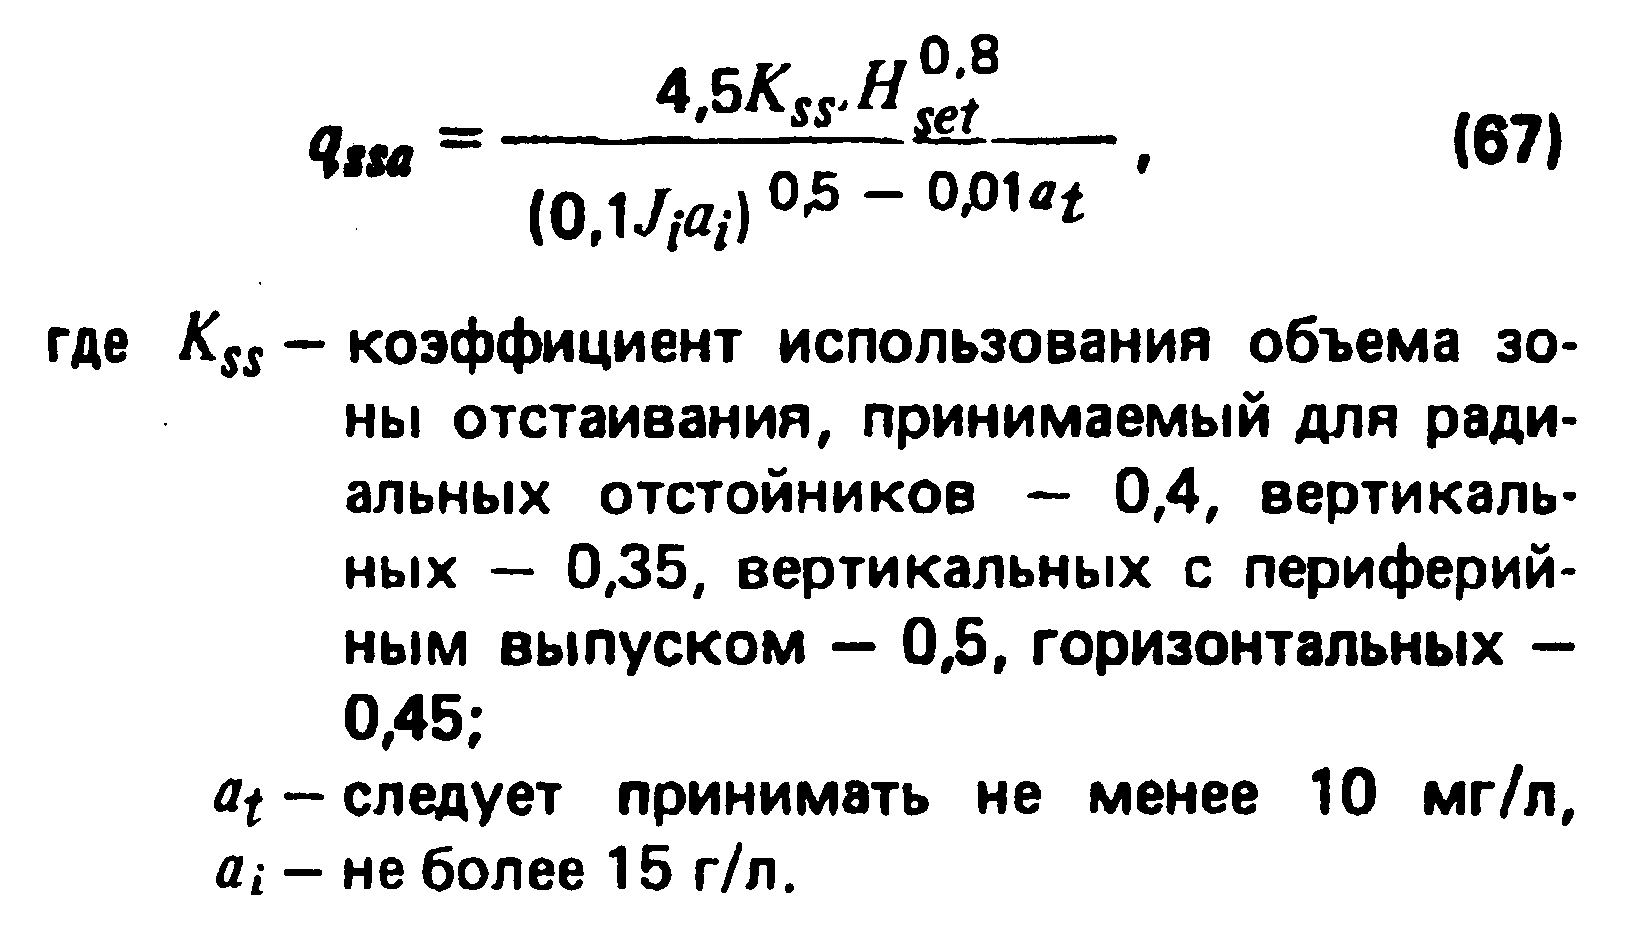 q_ssa = 4,5K_ss·H_set^0,8 / (0,1J_i a_i)^0,5 – 0,01a_t , (67)
где K_ss — коэффициент использования объема зо-
ны отстаивания, принимаемый для ради-
альных отстойников — 0,4, вертикаль-
ных — 0,35, вертикальных с периферий-
ным выпуском — 0,5, горизонтальных —
0,45;
a_t — следует принимать не менее 10 мг/л,
a_i — не более 15 г/л.